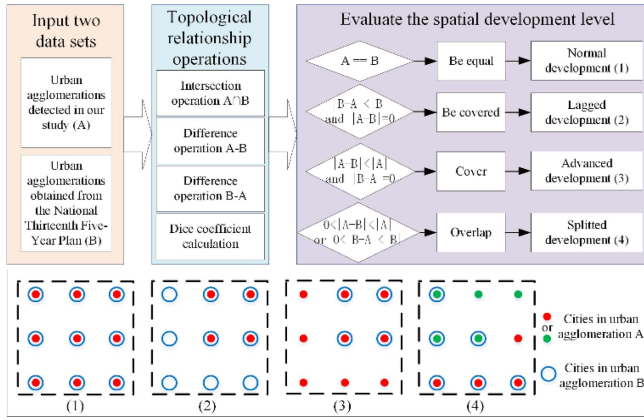 Input two
data sets
Urban
agglomerations
detected in our
study (A)
Urban
agglomerations
obtained from
the National
Thirteenth Five-
Year Plan (B)
Topological
relationship
operations
Intersection
operation A∩B
Difference
operation A-B
Difference
operation B-A
Dice coefficient
calculation
Evaluate the spatial development level
A == B
Be equal
Normal
development (1)
B-A < B
and |A-B|=0
Be covered
Lagged
development (2)
|A-B|<|A|
and |B-A =0
Cover
Advanced
development (3)
0<|A-B|<|A|
or 0< B-A < B
Overlap
Splitted
development (4)
(1)
(2)
(3)
(4)
Cities in urban
or
agglomeration A
Cities in urban
agglomeration B